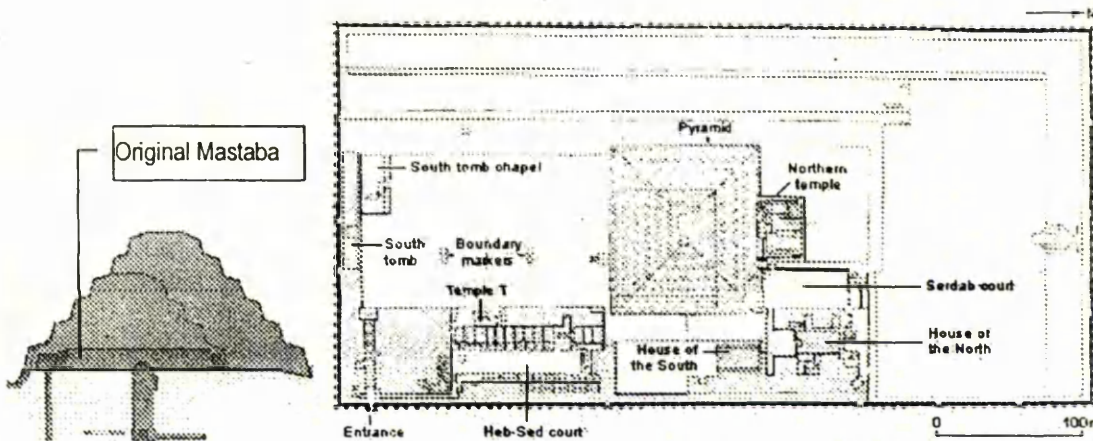 N
Original Mastaba
Pyramid
South tomb chapel
Northern
temple
South
tomb
Boundary
markers
Temple T
Serdab court
House of
the South
House of
the North
Entrance
Heb-Sed court
0 100m